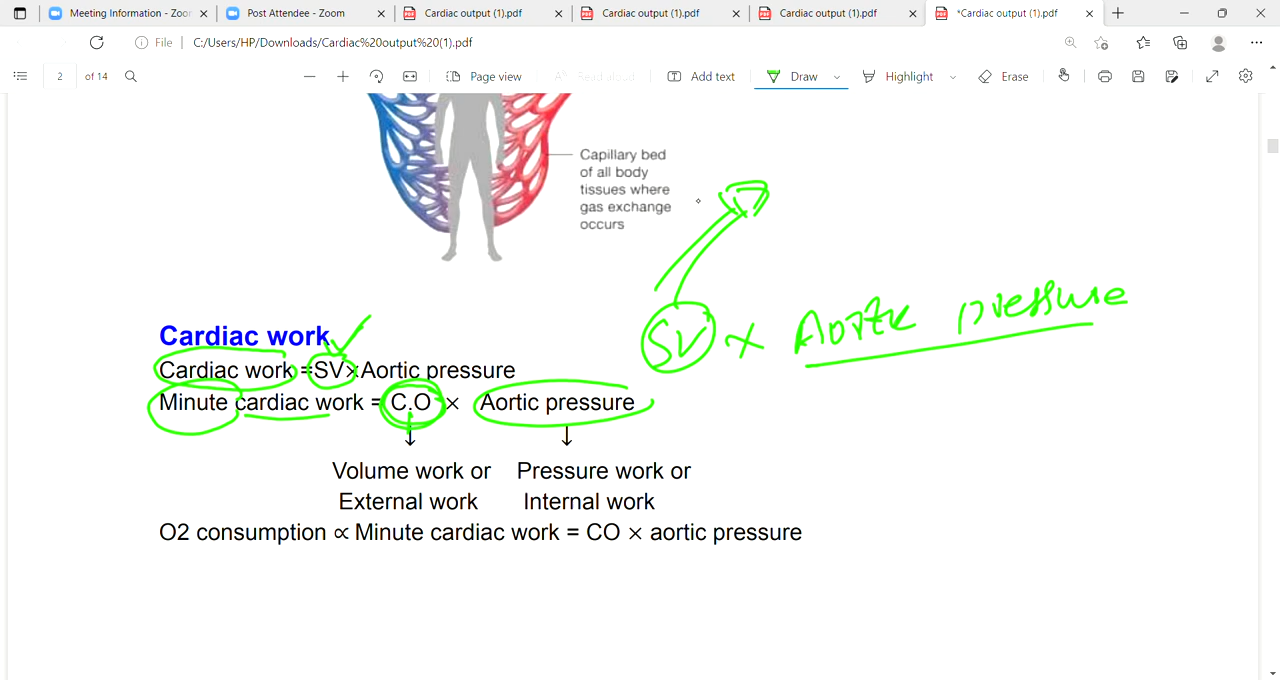 Meeting Information - Zoor
Post Attendee - Zoom
Cardiac output (1).pdf
Cardiac output (1).pdf
Cardiac output (1).pdf
*Cardiac output (1).pdf
File
C:/Users/HP/Downloads/Cardiac%20output%20(1).pdf
2 of 14
Page view
Read aloud
Add text
Draw
Highlight
Erase
Capillary bed
of all body
tissues where
gas exchange
occurs
SV × Aortic pressure
Cardiac work
Cardiac work =SV×Aortic pressure
Minute cardiac work = C.O × Aortic pressure
↓ ↓
Volume work or Pressure work or
External work Internal work
O2 consumption ∝ Minute cardiac work = CO × aortic pressure